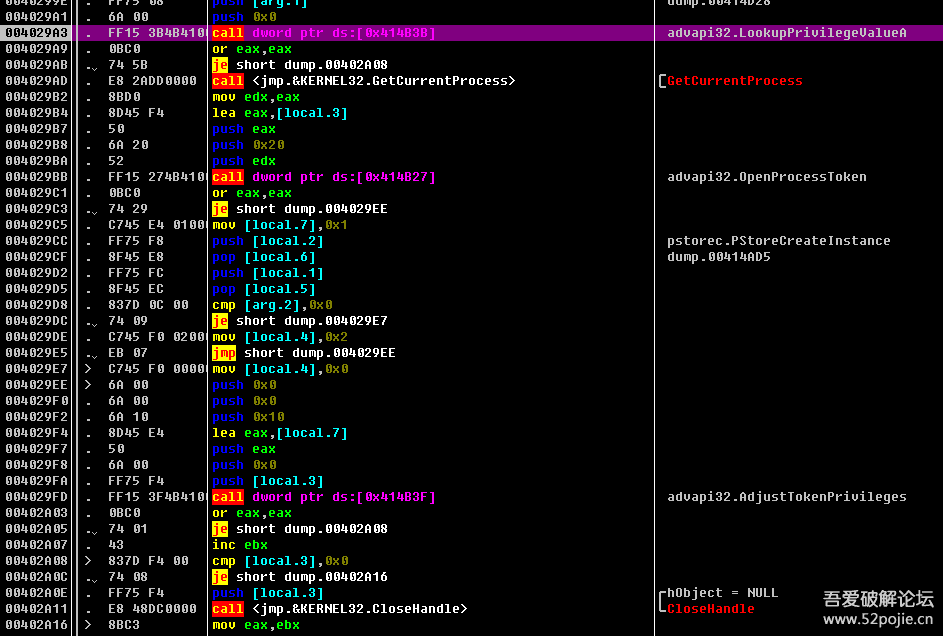 0040299E . FF75 08 push [arg.1] dump.00414D28
004029A1 . 6A 00 push 0x0
004029A3 . FF15 3B4B4100 call dword ptr ds:[0x414B3B] advapi32.LookupPrivilegeValueA
004029A9 . 0BC0 or eax,eax
004029AB .⌵ 74 5B je short dump.00402A08
004029AD . E8 2ADD0000 call <jmp.&KERNEL32.GetCurrentProcess> [GetCurrentProcess
004029B2 . 8BD0 mov edx,eax
004029B4 . 8D45 F4 lea eax,[local.3]
004029B7 . 50 push eax
004029B8 . 6A 20 push 0x20
004029BA . 52 push edx
004029BB . FF15 274B4100 call dword ptr ds:[0x414B27] advapi32.OpenProcessToken
004029C1 . 0BC0 or eax,eax
004029C3 .⌵ 74 29 je short dump.004029EE
004029C5 . C745 E4 0100 mov [local.7],0x1
004029CC . FF75 F8 push [local.2] pstorec.PStoreCreateInstance
004029CF . 8F45 E8 pop [local.6] dump.00414AD5
004029D2 . FF75 FC push [local.1]
004029D5 . 8F45 EC pop [local.5]
004029D8 . 837D 0C 00 cmp [arg.2],0x0
004029DC .⌵ 74 09 je short dump.004029E7
004029DE . C745 F0 0200 mov [local.4],0x2
004029E5 .⌵ EB 07 jmp short dump.004029EE
004029E7 > C745 F0 0000 mov [local.4],0x0
004029EE > 6A 00 push 0x0
004029F0 . 6A 00 push 0x0
004029F2 . 6A 10 push 0x10
004029F4 . 8D45 E4 lea eax,[local.7]
004029F7 . 50 push eax
004029F8 . 6A 00 push 0x0
004029FA . FF75 F4 push [local.3]
004029FD . FF15 3F4B4100 call dword ptr ds:[0x414B3F] advapi32.AdjustTokenPrivileges
00402A03 . 0BC0 or eax,eax
00402A05 .⌵ 74 01 je short dump.00402A08
00402A07 . 43 inc ebx
00402A08 > 837D F4 00 cmp [local.3],0x0
00402A0C .⌵ 74 08 je short dump.00402A16
00402A0E . FF75 F4 push [local.3] hObject = NULL
00402A11 . E8 48DC0000 call <jmp.&KERNEL32.CloseHandle> CloseHandle
00402A16 > 8BC3 mov eax,ebx
吾爱破解论坛
www.52pojie.cn